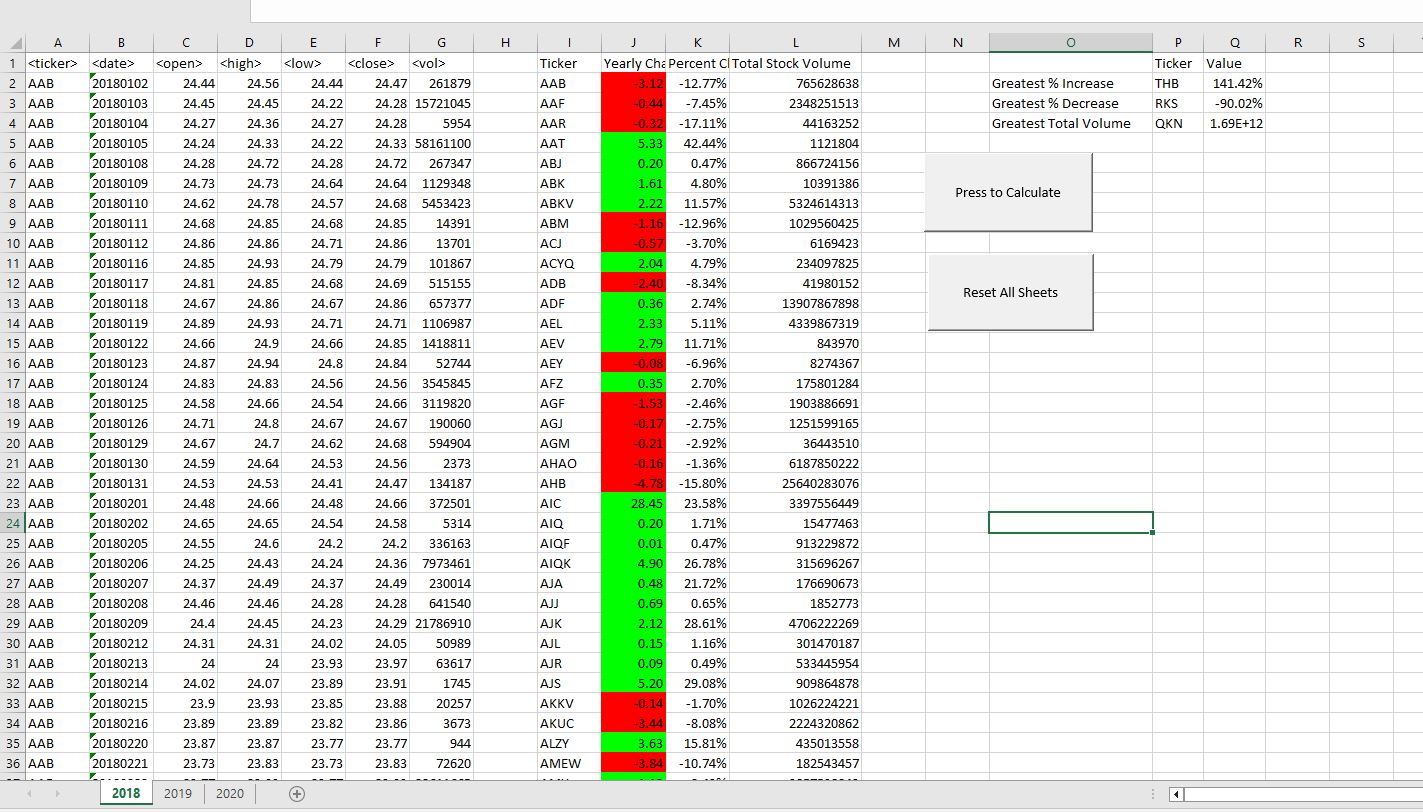 A B C D E F G H I J K L M N O P Q R S
1 <ticker> <date> <open> <high> <low> <close> <vol> Ticker Yearly Cha Percent C Total Stock Volume Ticker Value
2 AAB 20180102 24.44 24.56 24.44 24.47 261879 AAB -3.12 -12.77% 765628638 Greatest % Increase THB 141.42%
3 AAB 20180103 24.45 24.45 24.22 24.28 15721045 AAF -0.44 -7.45% 2348251513 Greatest % Decrease RKS -90.02%
4 AAB 20180104 24.27 24.36 24.27 24.28 5954 AAR -0.32 -17.11% 44163252 Greatest Total Volume QKN 1.69E+12
5 AAB 20180105 24.24 24.33 24.22 24.33 58161100 AAT 5.33 42.44% 1121804
6 AAB 20180108 24.28 24.72 24.28 24.72 267347 ABJ 0.20 0.47% 866724156
7 AAB 20180109 24.73 24.73 24.64 24.64 1129348 ABK 1.61 4.80% 10391386
Press to Calculate
8 AAB 20180110 24.62 24.78 24.57 24.68 5453423 ABKV 2.22 11.57% 5324614313
9 AAB 20180111 24.68 24.85 24.68 24.85 14391 ABM -1.16 -12.96% 1029560425
10 AAB 20180112 24.86 24.86 24.71 24.86 13701 ACJ -0.57 -3.70% 6169423
11 AAB 20180116 24.85 24.93 24.79 24.79 101867 ACYQ 2.04 4.79% 234097825
12 AAB 20180117 24.81 24.85 24.68 24.69 515155 ADB -2.40 -8.34% 41980152
Reset All Sheets
13 AAB 20180118 24.67 24.86 24.67 24.86 657377 ADF 0.36 2.74% 13907867898
14 AAB 20180119 24.89 24.93 24.71 24.71 1106987 AEL 2.33 5.11% 4339867319
15 AAB 20180122 24.66 24.9 24.66 24.85 1418811 AEV 2.79 11.71% 843970
16 AAB 20180123 24.87 24.94 24.8 24.84 52744 AEY -0.08 -6.96% 8274367
17 AAB 20180124 24.83 24.83 24.56 24.56 3545845 AFZ 0.35 2.70% 175801284
18 AAB 20180125 24.58 24.66 24.54 24.66 3119820 AGF -1.53 -2.46% 1903886691
19 AAB 20180126 24.71 24.8 24.67 24.67 190060 AGJ -0.17 -2.75% 1251599165
20 AAB 20180129 24.67 24.7 24.62 24.68 594904 AGM -0.21 -2.92% 36443510
21 AAB 20180130 24.59 24.64 24.53 24.56 2373 AHAO -0.16 -1.36% 6187850222
22 AAB 20180131 24.53 24.53 24.41 24.47 134187 AHB -4.78 -15.80% 25640283076
23 AAB 20180201 24.48 24.66 24.48 24.66 372501 AIC 28.45 23.58% 3397556449
24 AAB 20180202 24.65 24.65 24.54 24.58 5314 AIQ 0.20 1.71% 15477463
25 AAB 20180205 24.55 24.6 24.2 24.2 336163 AIQF 0.01 0.47% 913229872
26 AAB 20180206 24.25 24.43 24.24 24.36 7973461 AIQK 4.90 26.78% 315696267
27 AAB 20180207 24.37 24.49 24.37 24.49 230014 AJA 0.48 21.72% 176690673
28 AAB 20180208 24.46 24.46 24.28 24.28 641540 AJJ 0.69 0.65% 1852773
29 AAB 20180209 24.4 24.45 24.23 24.29 21786910 AJK 2.12 28.61% 4706222269
30 AAB 20180212 24.31 24.31 24.02 24.05 50989 AJL 0.15 1.16% 301470187
31 AAB 20180213 24 24 23.93 23.97 63617 AJR 0.09 0.49% 533445954
32 AAB 20180214 24.02 24.07 23.89 23.91 1745 AJS 5.20 29.08% 909864878
33 AAB 20180215 23.9 23.93 23.85 23.88 20257 AKKV -0.14 -1.70% 1026224221
34 AAB 20180216 23.89 23.89 23.82 23.86 3673 AKUC -3.44 -8.08% 2224320862
35 AAB 20180220 23.87 23.87 23.77 23.77 944 ALZY 3.63 15.81% 435013558
36 AAB 20180221 23.73 23.83 23.73 23.83 72620 AMEW -3.84 -10.74% 182543457
2018 2019 2020